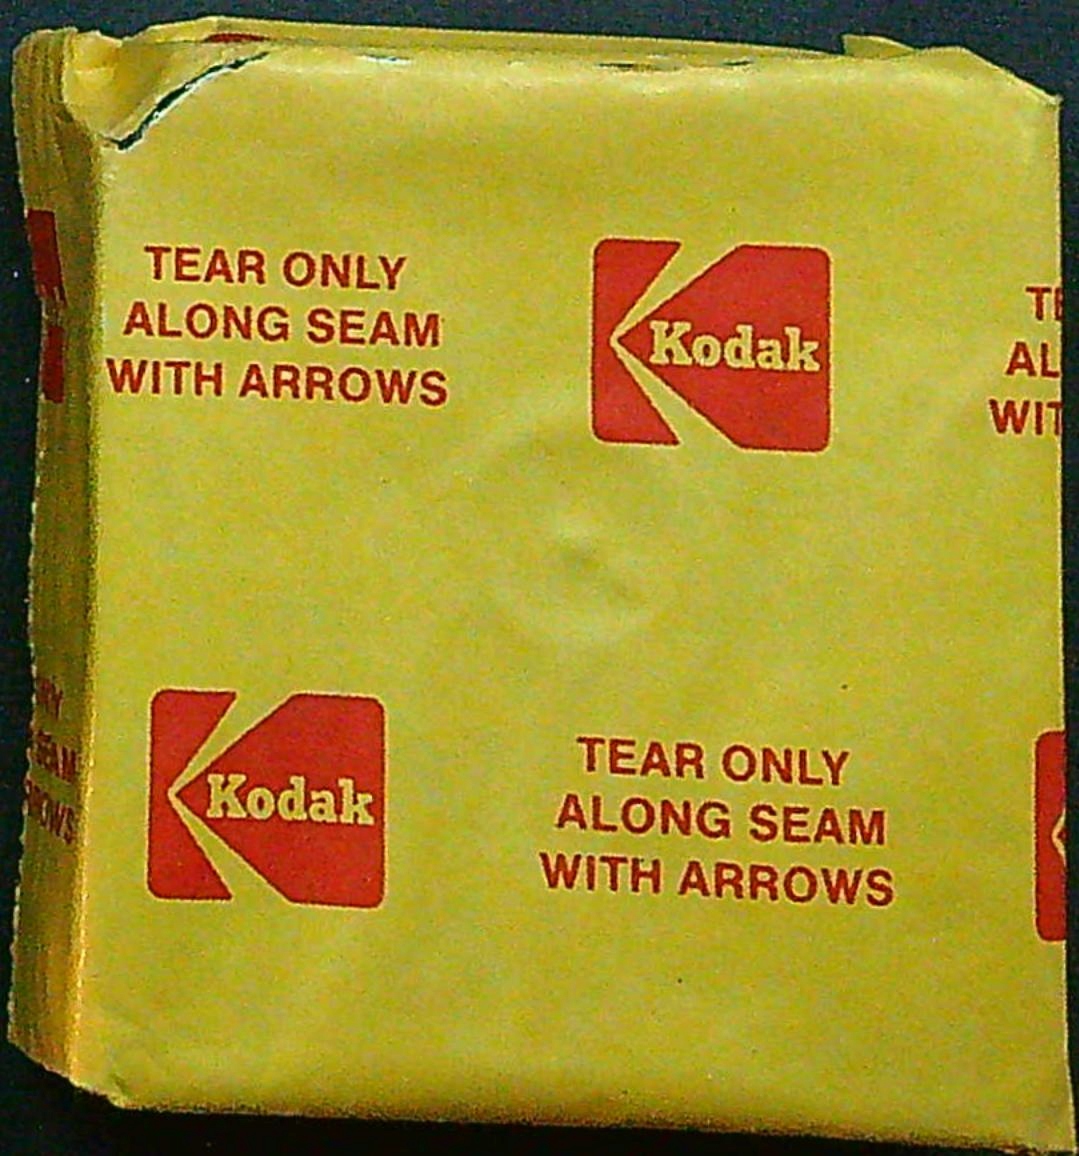 TEAR ONLY
ALONG SEAM
WITH ARROWS
Kodak
Kodak
TEAR ONLY
ALONG SEAM
WITH ARROWS